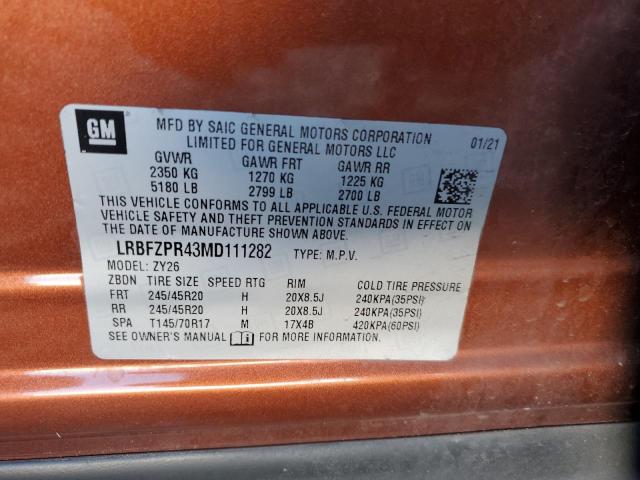 GM
MFD BY SAIC GENERAL MOTORS CORPORATION 01/21
LIMITED FOR GENERAL MOTORS LLC
GVWR GAWR FRT GAWR RR
2350 KG 1270 KG 1225 KG
5180 LB 2799 LB 2700 LB
THIS VEHICLE CONFORMS TO ALL APPLICABLE U.S. FEDERAL MOTOR
VEHICLE SAFETY AND THEFT PREVENTION STANDARDS IN EFFECT ON
THE DATE OF MANUFACTURE SHOWN ABOVE.
LRBFZPR43MD111282 TYPE: M.P.V.
MODEL: ZY26
ZBDN TIRE SIZE SPEED RTG RIM COLD TIRE PRESSURE
FRT 245/45R20 H 20X8.5J 240KPA(35PSI)
RR 245/45R20 H 20X8.5J 240KPA(35PSI)
SPA T145/70R17 M 17X4B 420KPA(60PSI)
SEE OWNER'S MANUAL FOR MORE INFORMATION.